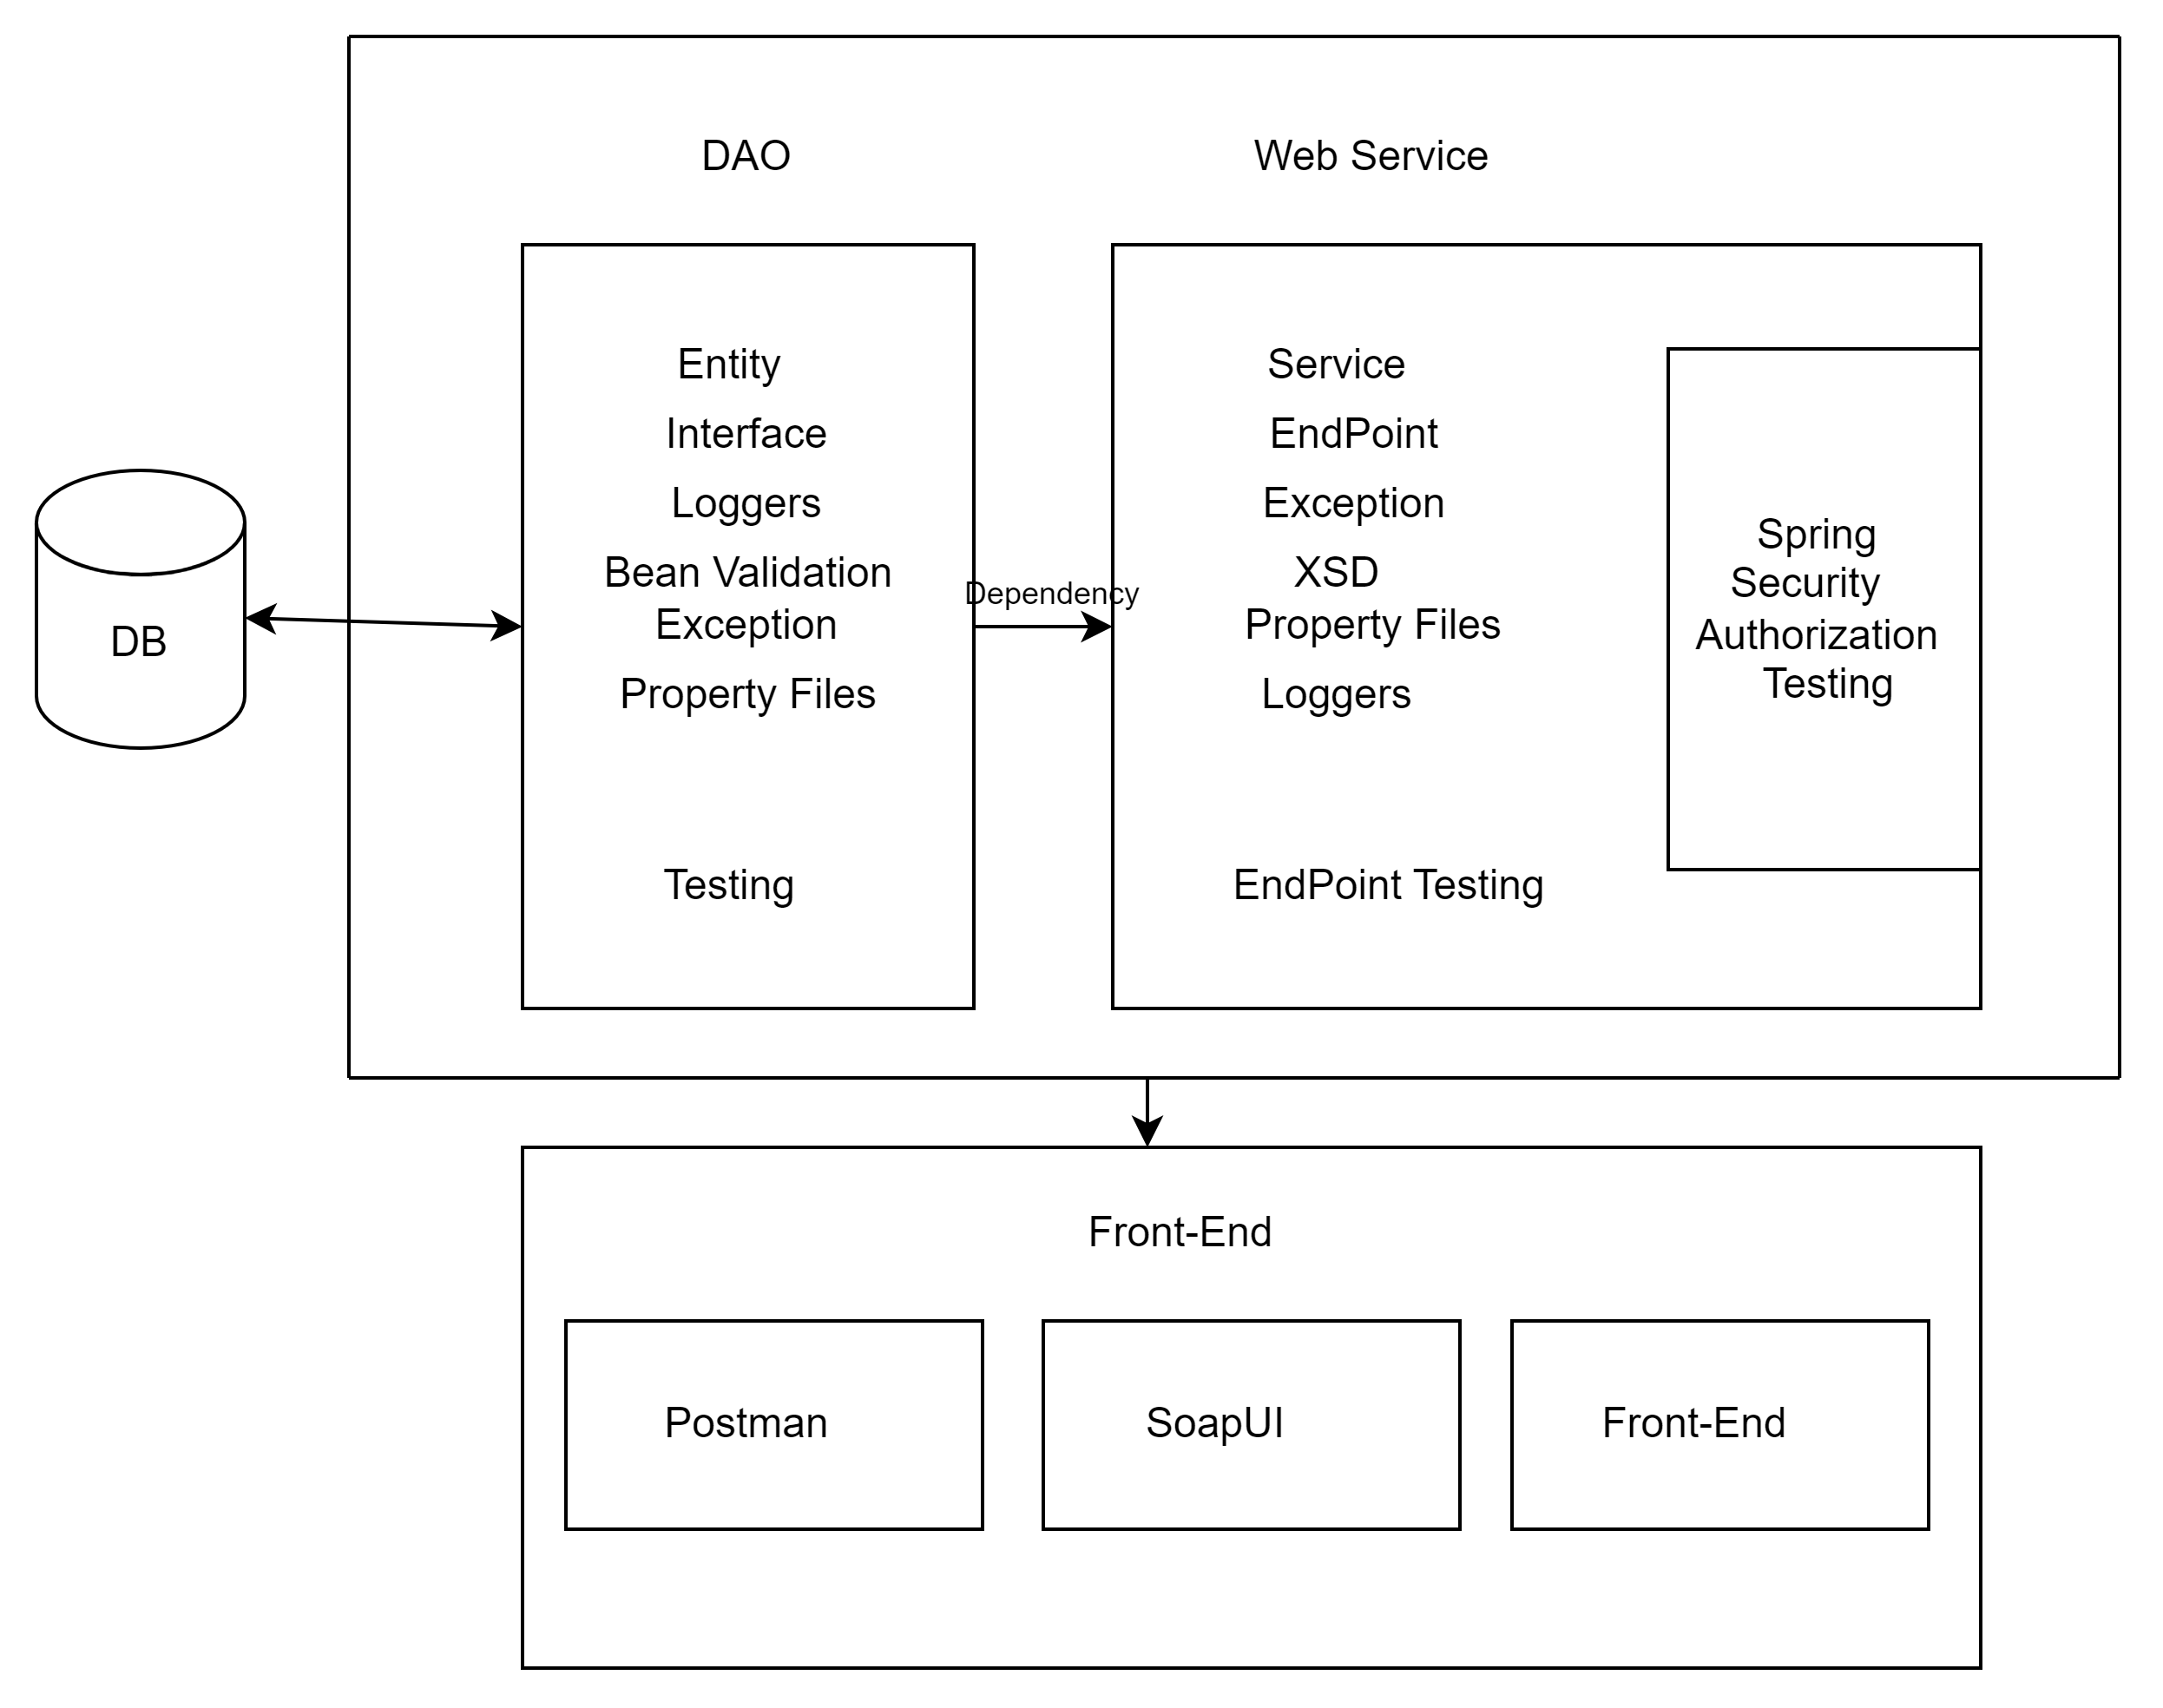 DAO
Web Service
Entity
Interface
Loggers
Bean Validation
Exception
Property Files
Testing
Dependency
Service
EndPoint
Exception
XSD
Property Files
Loggers
EndPoint Testing
Spring
Security
Authorization
Testing
DB
Front-End
Postman
SoapUI
Front-End